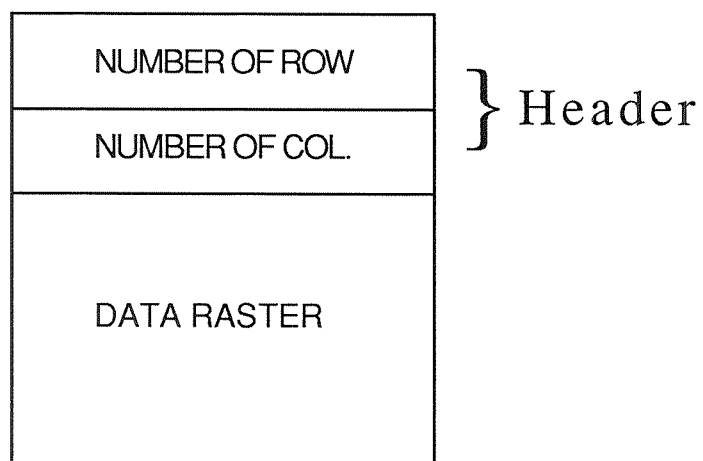 NUMBER OF ROW
} Header
NUMBER OF COL.
DATA RASTER